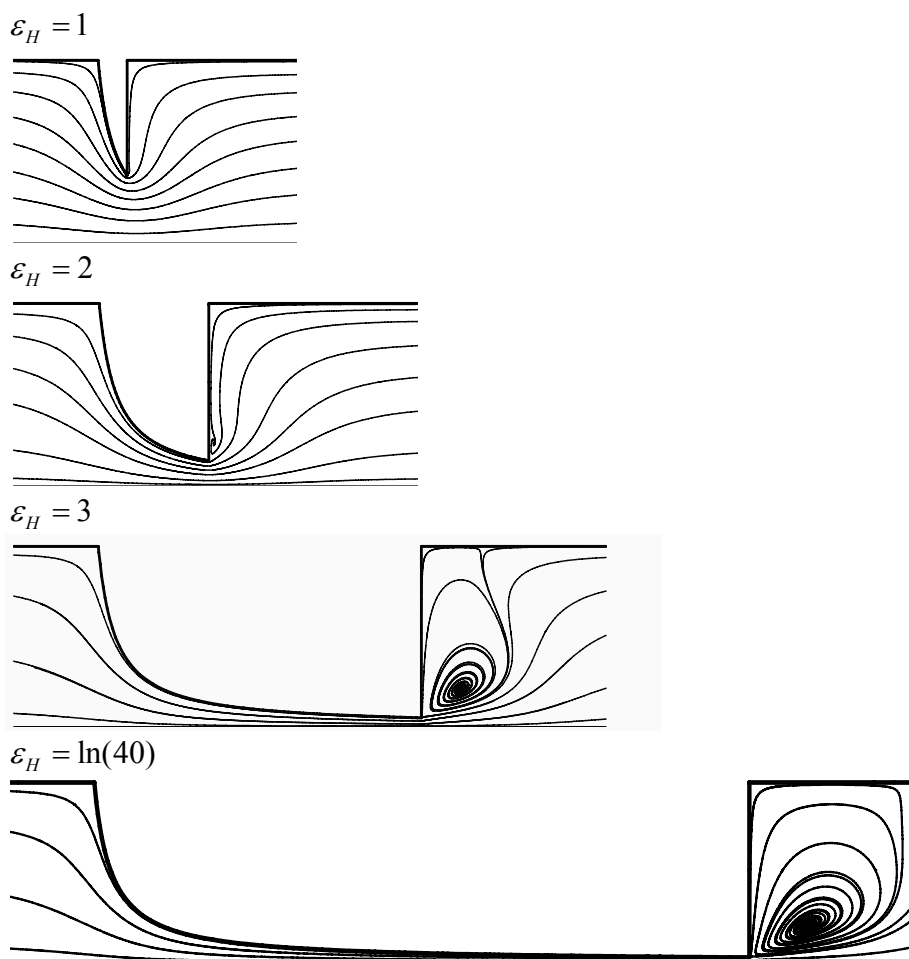 ε_H = 1
ε_H = 2
ε_H = 3
ε_H = ln(40)